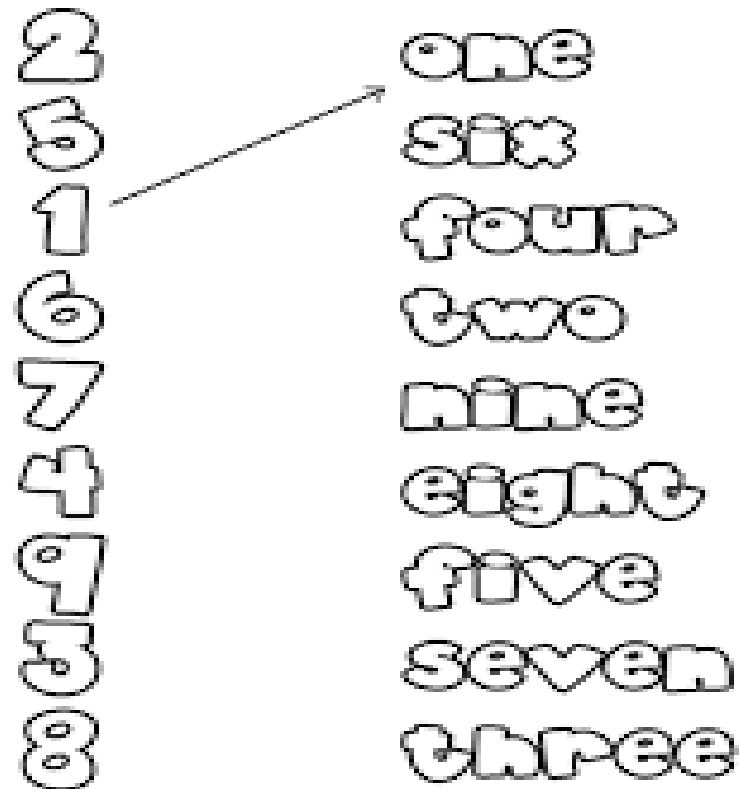 2 one
5 six
1 four
6 two
7 nine
4 eight
9 five
3 seven
8 three